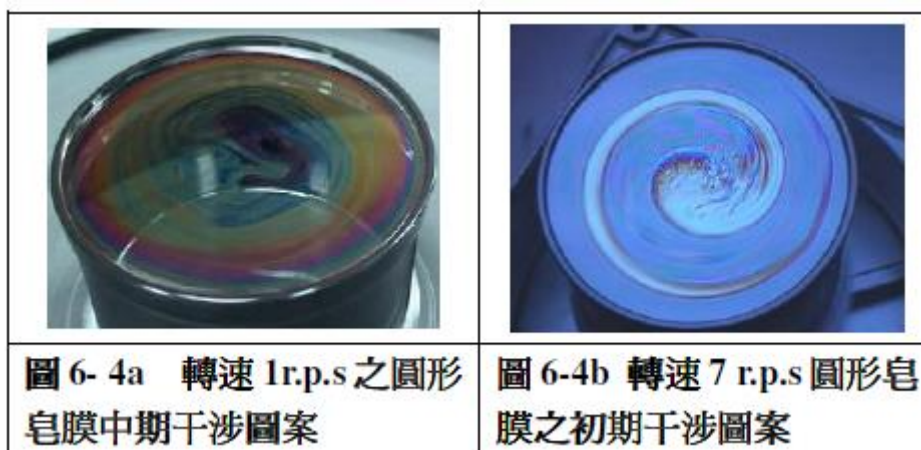 圖 6- 4a 轉速 1r.p.s 之圓形
皂膜中期干涉圖案
圖 6-4b 轉速 7 r.p.s 圓形皂
膜之初期干涉圖案